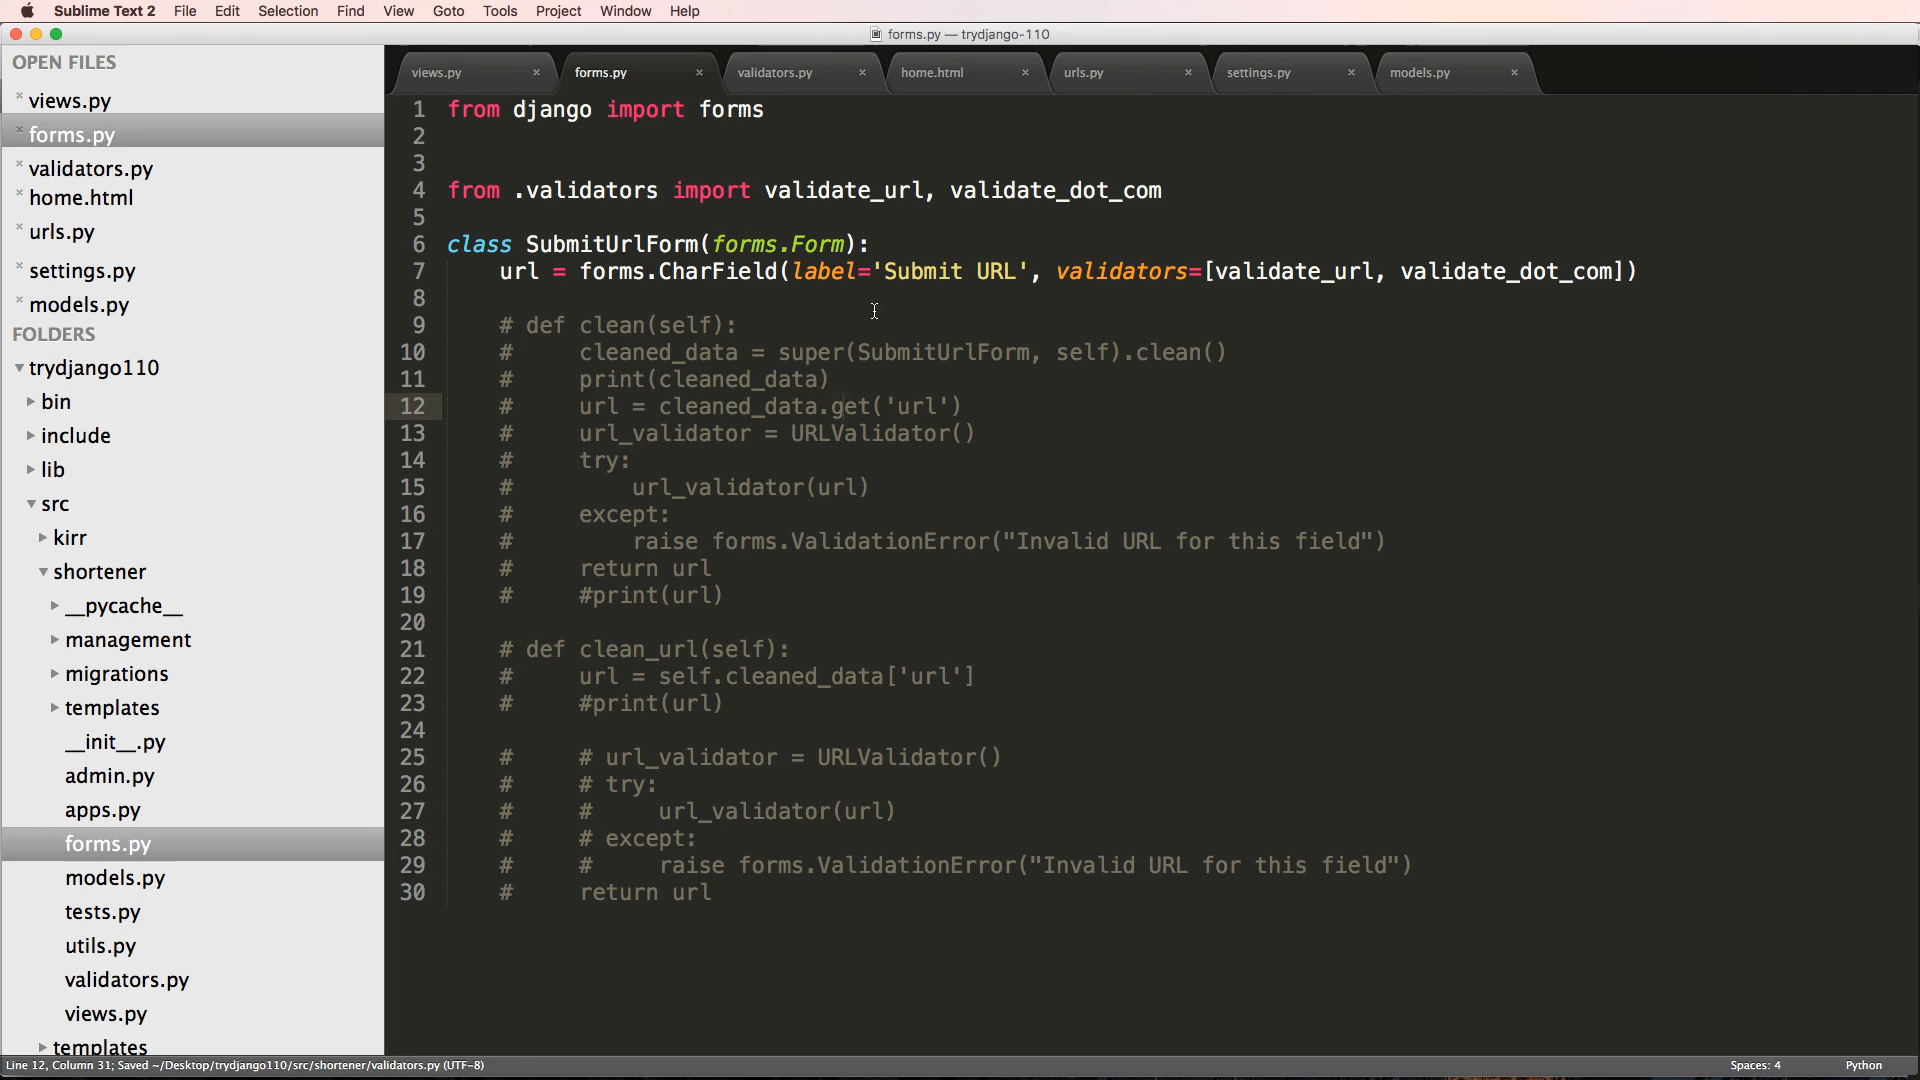 Sublime Text 2 File Edit Selection Find View Goto Tools Project Window Help
forms.py — trydjango-110
OPEN FILES
views.py
forms.py
validators.py
home.html
urls.py
settings.py
models.py
FOLDERS
trydjango110
bin
include
lib
src
kirr
shortener
__pycache__
management
migrations
templates
__init__.py
admin.py
apps.py
forms.py
models.py
tests.py
utils.py
validators.py
views.py
templates
views.py × forms.py × validators.py × home.html × urls.py × settings.py × models.py ×
1 from django import forms
2
3
4 from .validators import validate_url, validate_dot_com
5
6 class SubmitUrlForm(forms.Form):
7     url = forms.CharField(label='Submit URL', validators=[validate_url, validate_dot_com])
8
9     # def clean(self):
10     #     cleaned_data = super(SubmitUrlForm, self).clean()
11     #     print(cleaned_data)
12     #     url = cleaned_data.get('url')
13     #     url_validator = URLValidator()
14     #     try:
15     #         url_validator(url)
16     #     except:
17     #         raise forms.ValidationError("Invalid URL for this field")
18     #     return url
19     #     #print(url)
20
21     # def clean_url(self):
22     #     url = self.cleaned_data['url']
23     #     #print(url)
24
25     #     # url_validator = URLValidator()
26     #     # try:
27     #     #     url_validator(url)
28     #     # except:
29     #     #     raise forms.ValidationError("Invalid URL for this field")
30     #     return url
Line 12, Column 31; Saved ~/Desktop/trydjango110/src/shortener/validators.py (UTF-8) Spaces: 4 Python